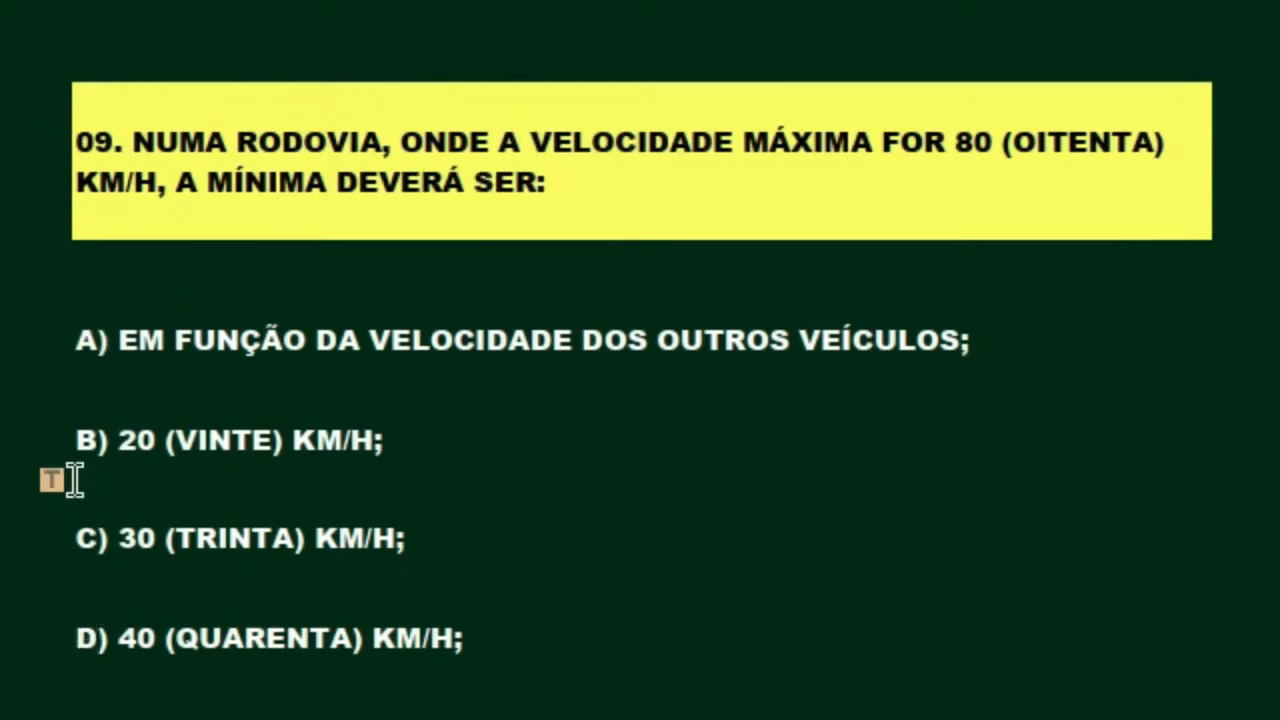 09. NUMA RODOVIA, ONDE A VELOCIDADE MÁXIMA FOR 80 (OITENTA)
KM/H, A MÍNIMA DEVERÁ SER:
A) EM FUNÇÃO DA VELOCIDADE DOS OUTROS VEÍCULOS;
B) 20 (VINTE) KM/H;
T
C) 30 (TRINTA) KM/H;
D) 40 (QUARENTA) KM/H;